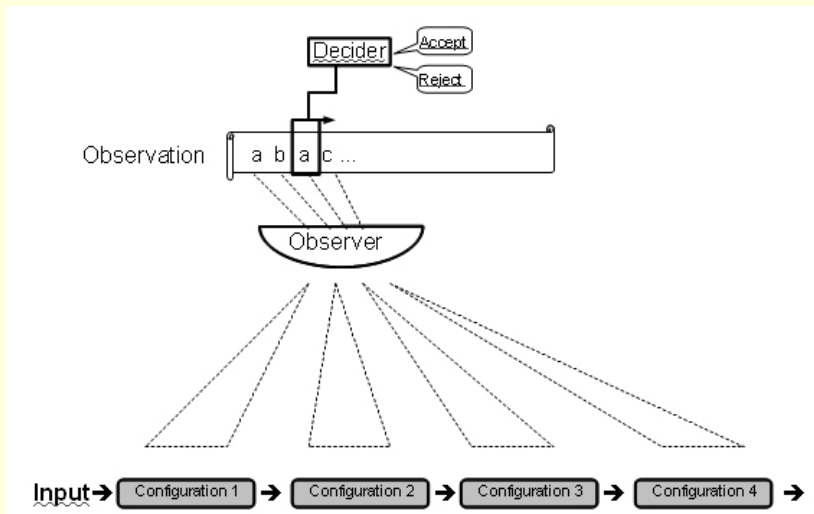 Decider
Accept
Reject
Observation a b a c ...
Observer
Input Configuration 1 Configuration 2 Configuration 3 Configuration 4